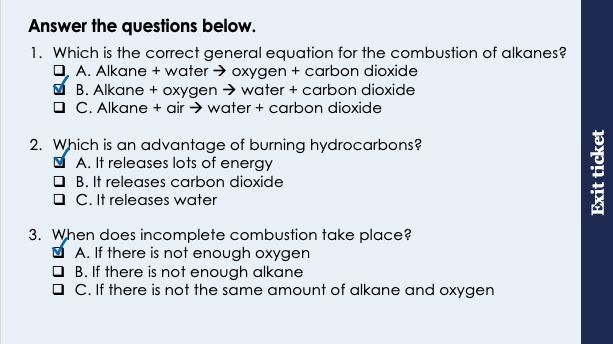 Answer the questions below.
1. Which is the correct general equation for the combustion of alkanes?
A. Alkane + water → oxygen + carbon dioxide
B. Alkane + oxygen → water + carbon dioxide
C. Alkane + air → water + carbon dioxide
2. Which is an advantage of burning hydrocarbons?
A. It releases lots of energy
B. It releases carbon dioxide
C. It releases water
3. When does incomplete combustion take place?
A. If there is not enough oxygen
B. If there is not enough alkane
C. If there is not the same amount of alkane and oxygen
Exit ticket